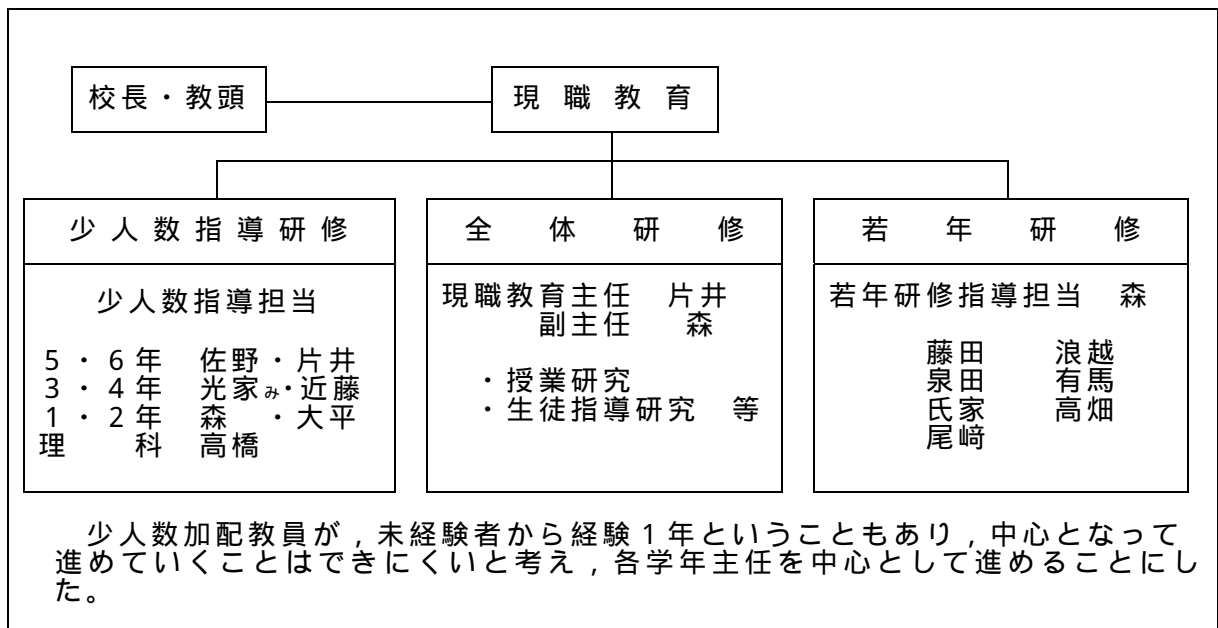 校長・教頭
現職教育
少人数指導研修
少人数指導担当
5・6年 佐野・片井
3・4年 光家み・近藤
1・2年 森 ・大平
理 科 高橋
全体研修
現職教育主任 片井
副主任 森
・授業研究
・生徒指導研究 等
若年研修
若年研修指導担当 森
藤田 浪越
泉田 有馬
氏家 高畑
尾﨑
少人数加配教員が,未経験者から経験1年ということもあり,中心となって
進めていくことはできにくいと考え,各学年主任を中心として進めることにし
た。